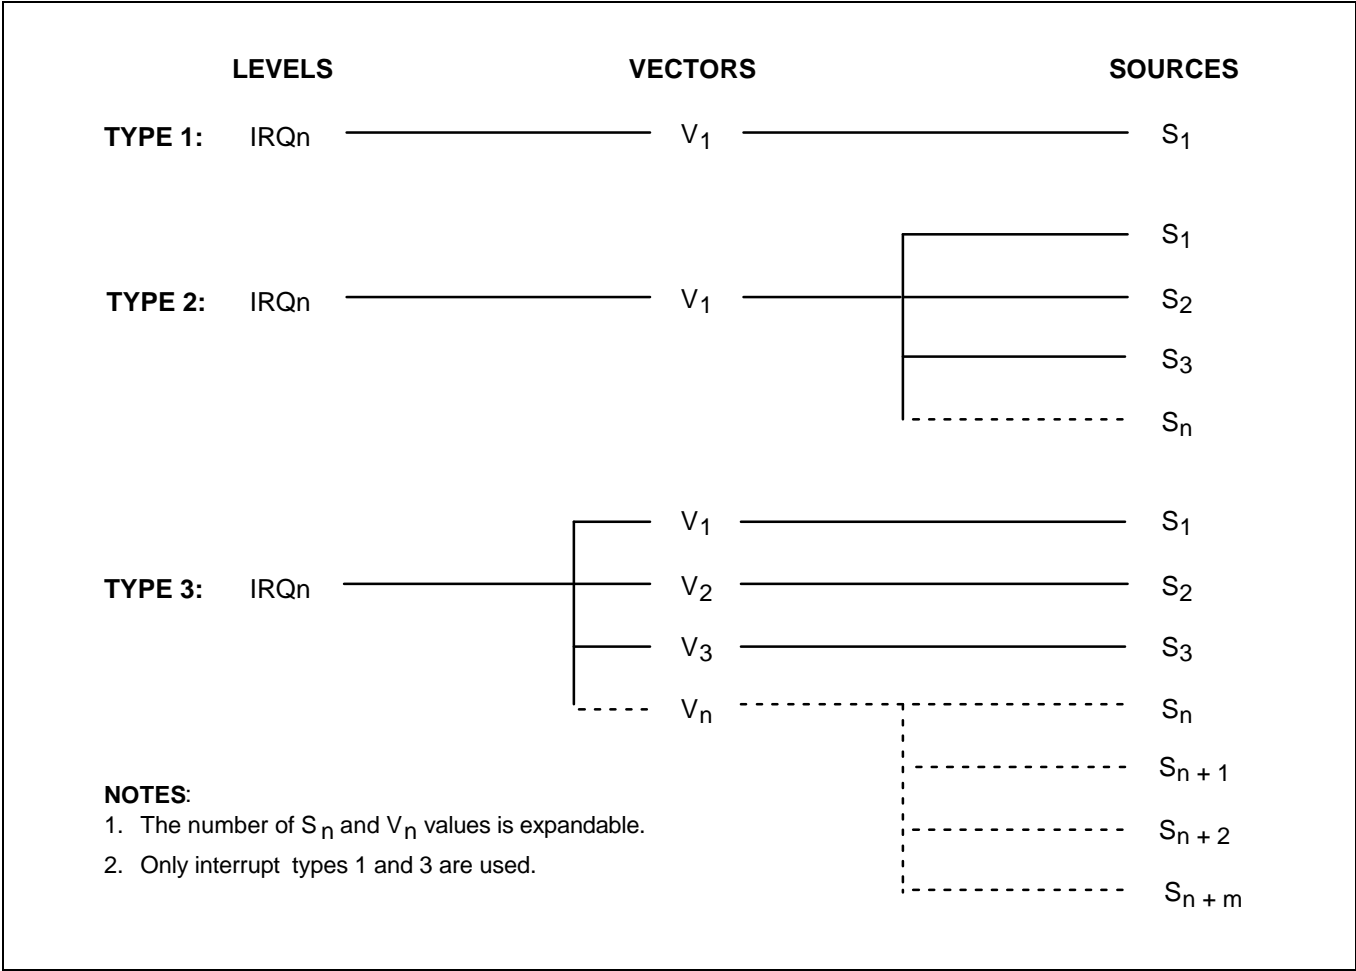 LEVELS VECTORS SOURCES
TYPE 1: IRQn V1 S1
S1
TYPE 2: IRQn V1 S2
S3
Sn
V1 S1
TYPE 3: IRQn V2 S2
V3 S3
Vn Sn
Sn + 1
NOTES:
1. The number of Sn and Vn values is expandable.
Sn + 2
2. Only interrupt types 1 and 3 are used.
Sn + m